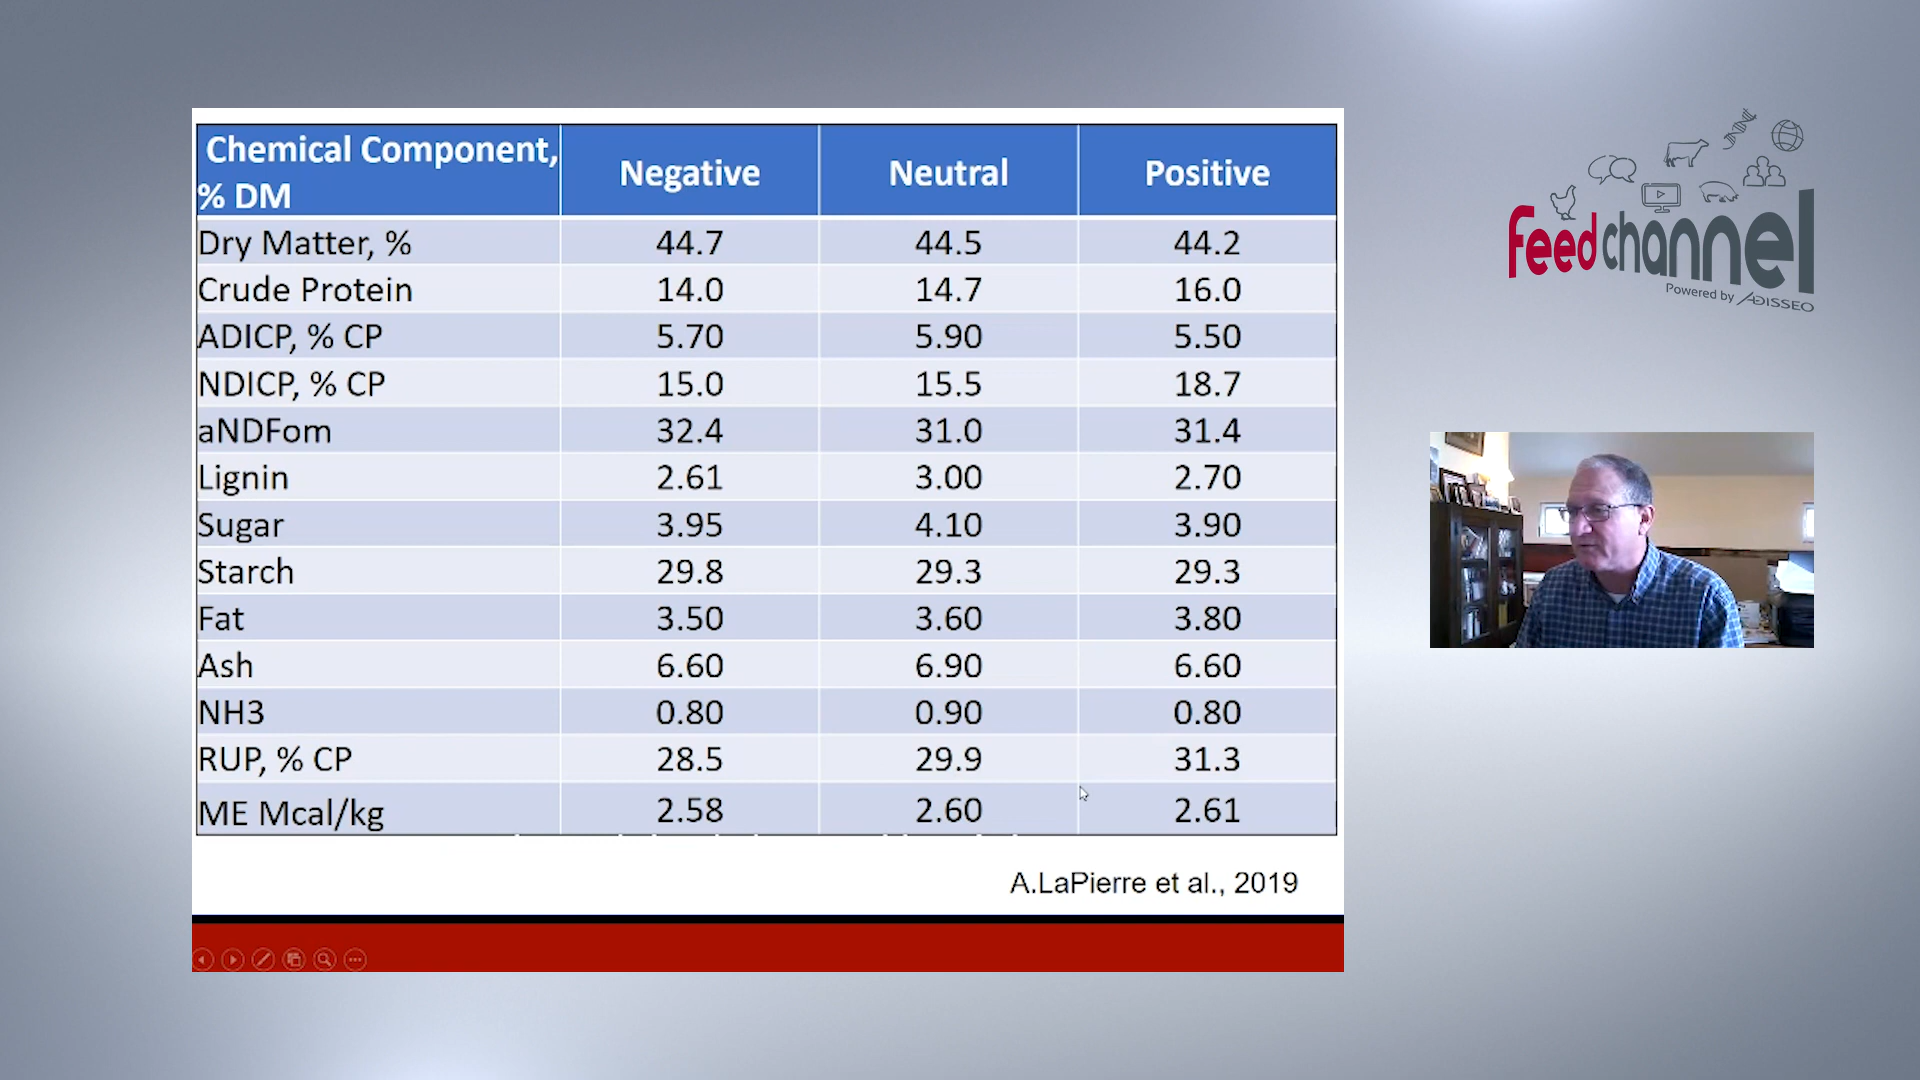 Chemical Component, % DM Negative Neutral Positive
Dry Matter, % 44.7 44.5 44.2
Crude Protein 14.0 14.7 16.0
ADICP, % CP 5.70 5.90 5.50
NDICP, % CP 15.0 15.5 18.7
aNDFom 32.4 31.0 31.4
Lignin 2.61 3.00 2.70
Sugar 3.95 4.10 3.90
Starch 29.8 29.3 29.3
Fat 3.50 3.60 3.80
Ash 6.60 6.90 6.60
NH3 0.80 0.90 0.80
RUP, % CP 28.5 29.9 31.3
ME Mcal/kg 2.58 2.60 2.61
A.LaPierre et al., 2019
feedchannel
Powered by ADISSEO